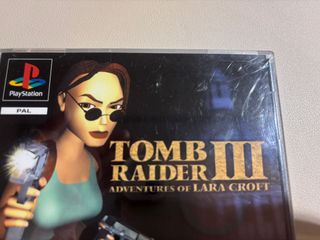 PlayStation
PAL
TOMB
RAIDER III
ADVENTURES OF LARA CROFT